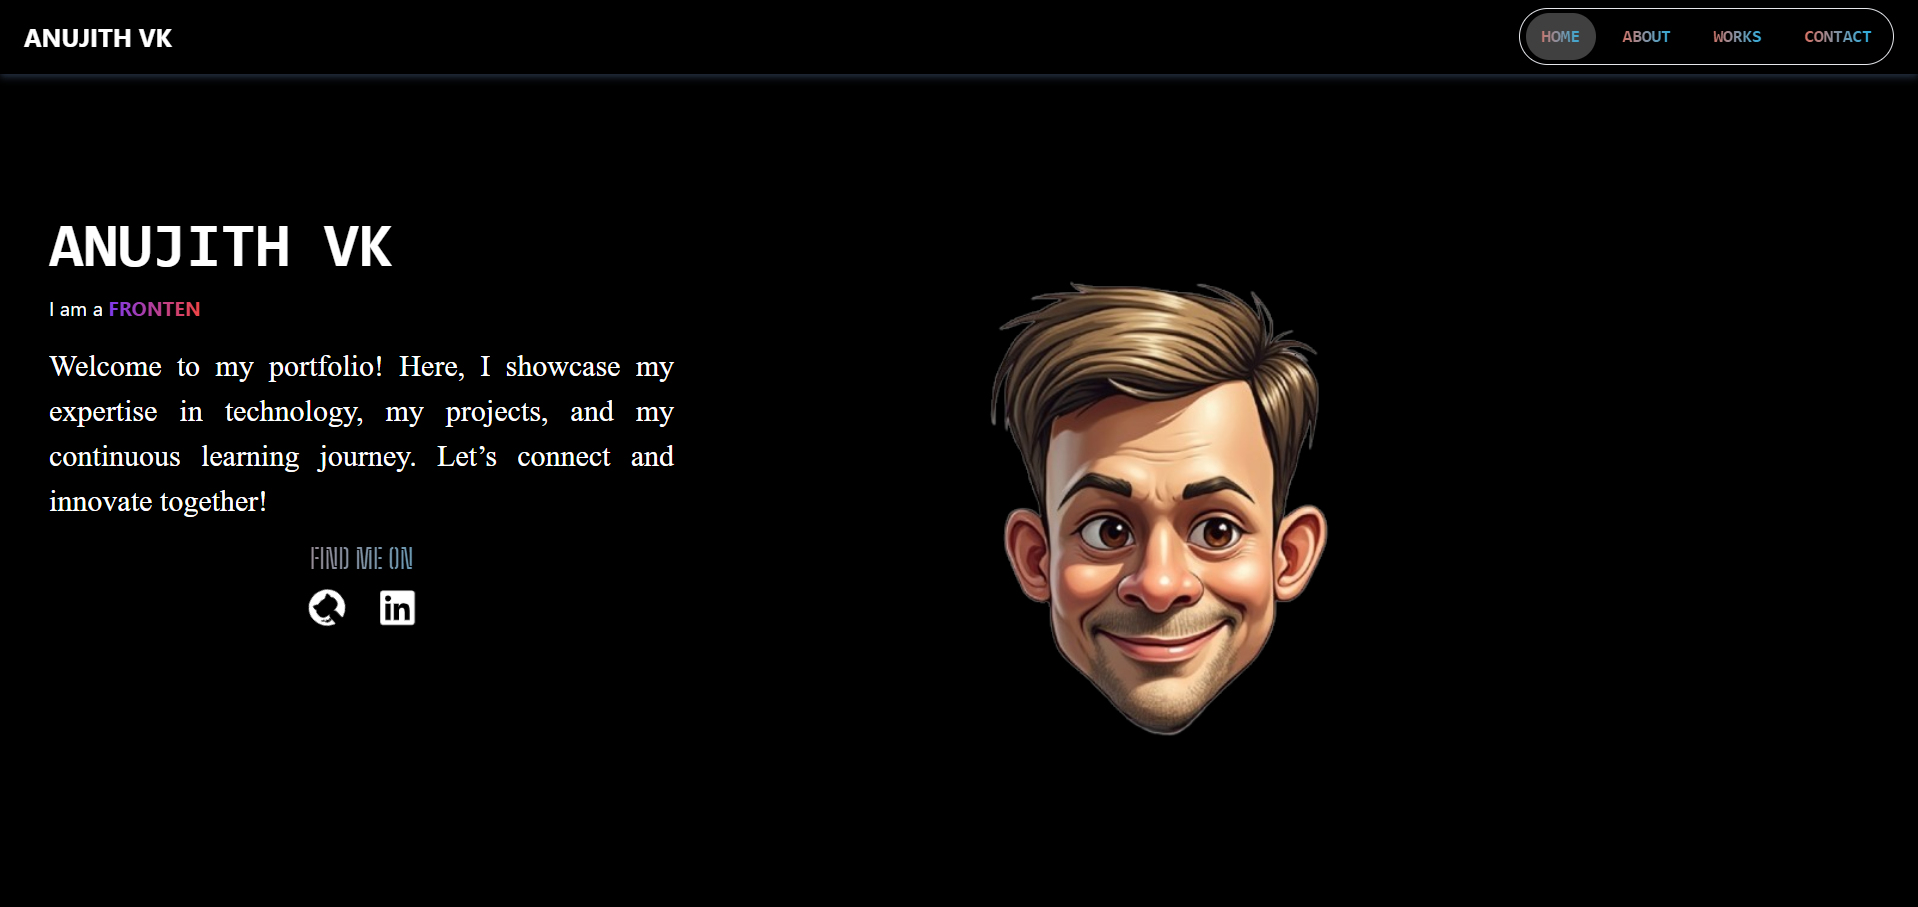 ANUJITH VK
HOME ABOUT WORKS CONTACT
ANUJITH VK
I am a FRONTEN
Welcome to my portfolio! Here, I showcase my
expertise in technology, my projects, and my
continuous learning journey. Let’s connect and
innovate together!
FIND ME ON
in